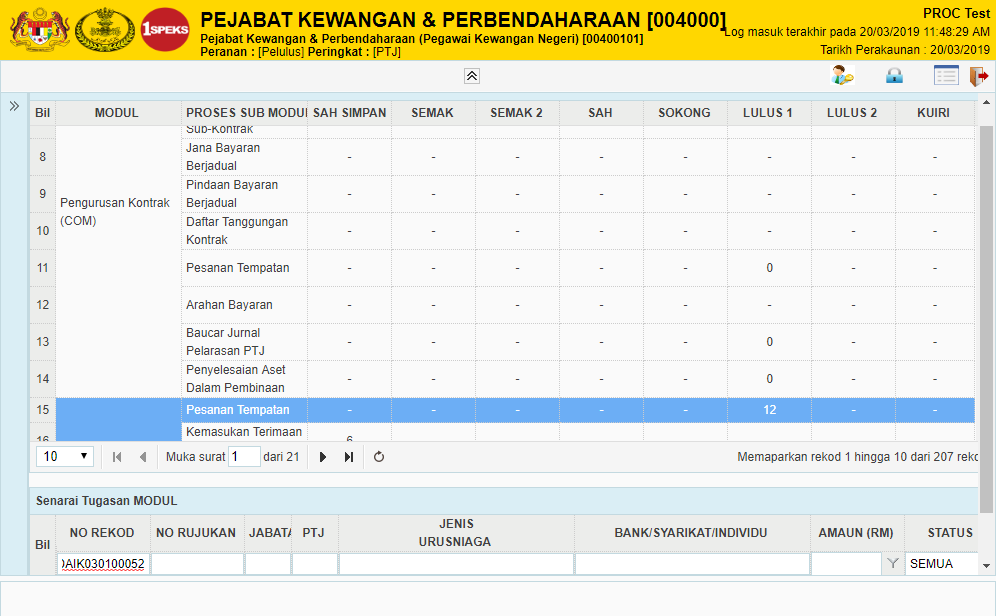 1SPEKS
PEJABAT KEWANGAN & PERBENDAHARAAN [004000]
Pejabat Kewangan & Perbendaharaan (Pegawai Kewangan Negeri) [00400101]
Peranan : [Pelulus] Peringkat : [PTJ]
PROC Test
Log masuk terakhir pada 20/03/2019 11:48:29 AM
Tarikh Perakaunan : 20/03/2019
Bil MODUL PROSES SUB MODUL SAH SIMPAN SEMAK SEMAK 2 SAH SOKONG LULUS 1 LULUS 2 KUIRI
Sub-Kontrak
8 Jana Bayaran Berjadual - - - - - - - -
9 Pindaan Bayaran Berjadual - - - - - - - -
Pengurusan Kontrak
(COM)
10 Daftar Tanggungan Kontrak - - - - - - - -
11 Pesanan Tempatan - - - - - 0 - -
12 Arahan Bayaran - - - - - - - -
13 Baucar Jurnal Pelarasan PTJ - - - - - 0 - -
14 Penyelesaian Aset Dalam Pembinaan - - - - - 0 - -
15 Pesanan Tempatan - - - - - 12 - -
16 Kemasukan Terimaan 6
10 Muka surat 1 dari 21 Memaparkan rekod 1 hingga 10 dari 207 reko
Senarai Tugasan MODUL
Bil NO REKOD NO RUJUKAN JABATA PTJ JENIS URUSNIAGA BANK/SYARIKAT/INDIVIDU AMAUN (RM) STATUS
AIK030100052 SEMUA